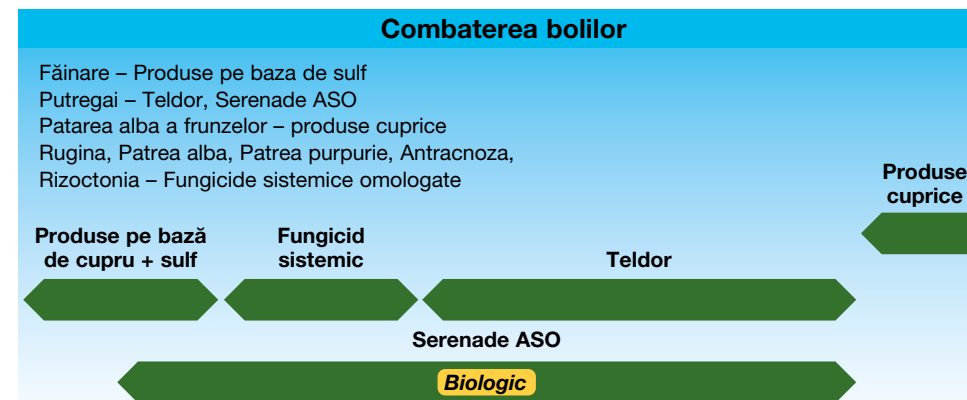 Combaterea bolilor
Făinare – Produse pe baza de sulf
Putregai – Teldor, Serenade ASO
Patarea alba a frunzelor – produse cuprice
Rugina, Patrea alba, Patrea purpurie, Antracnoza,
Rizoctonia – Fungicide sistemice omologate
Produse
cuprice
Produse pe bază
de cupru + sulf
Fungicid
sistemic
Teldor
Serenade ASO
Biologic